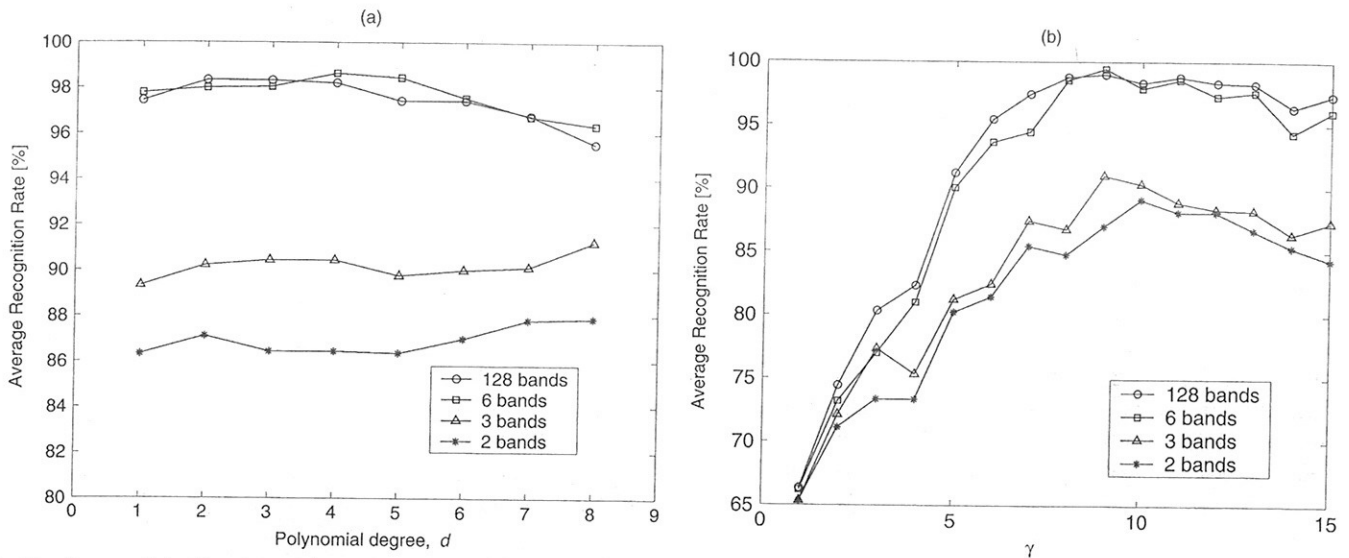 (a)
100
98
96
94
92
90
88
86
84
82
80
0
1
2
3
4
5
6
7
8
9
Average Recognition Rate [%]
Polynomial degree, d
128 bands
6 bands
3 bands
2 bands
(b)
100
95
90
85
80
75
70
65
0
5
10
15
Average Recognition Rate [%]
γ
128 bands
6 bands
3 bands
2 bands